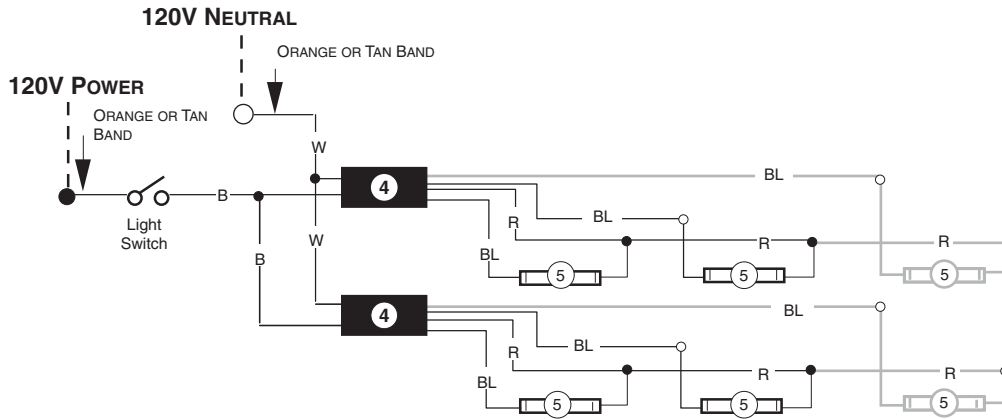 120V NEUTRAL
ORANGE OR TAN BAND
120V POWER
ORANGE OR TAN
BAND
W
4
BL
B
Light
Switch
R
BL
R
R
W
BL
B
5
5
5
4
BL
R
BL
R
R
BL
5
5
5